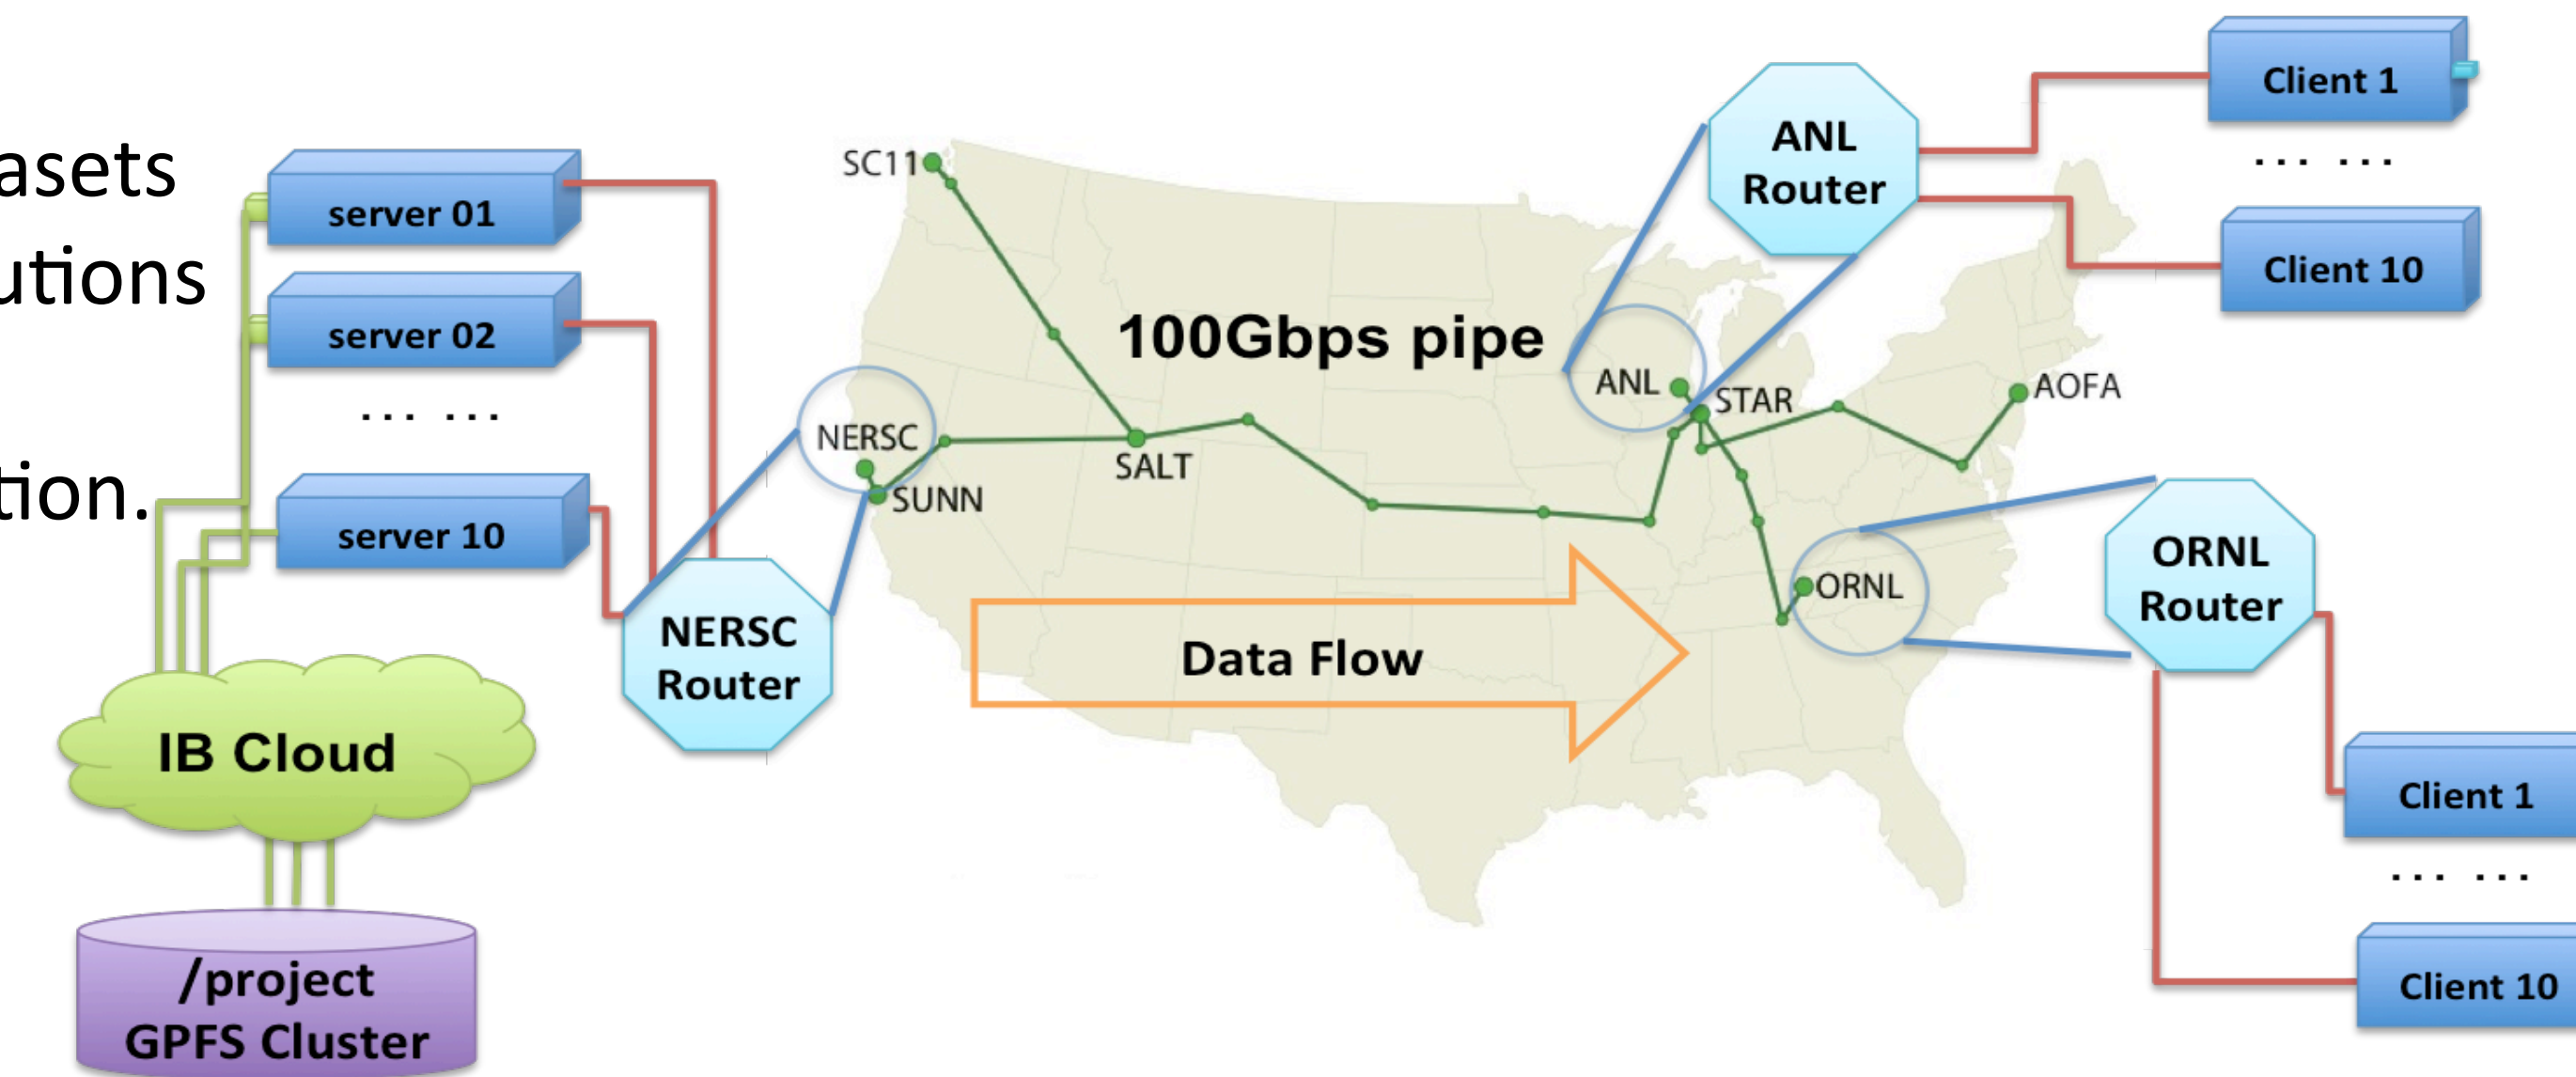 asets
utions
tion.
server 01
server 02
... ...
server 10
IB Cloud
/project
GPFS Cluster
NERSC
Router
SC11
NERSC
SUNN
SALT
100Gbps pipe
Data Flow
ANL
STAR
AOFA
ORNL
ANL
Router
Client 1
... ...
Client 10
ORNL
Router
Client 1
... ...
Client 10